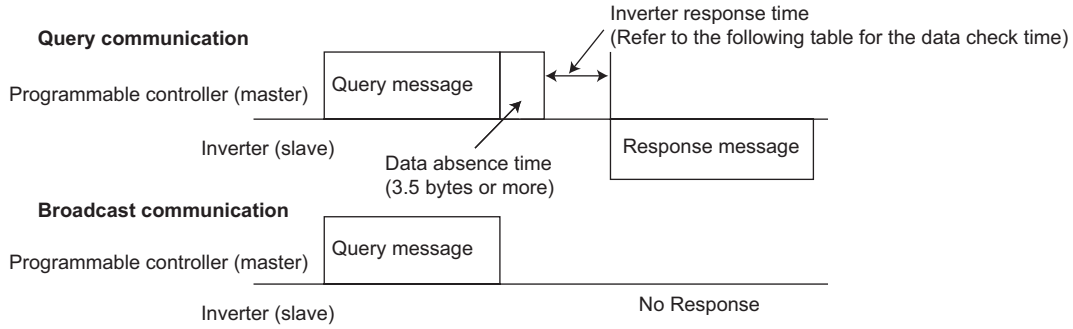 Inverter response time
(Refer to the following table for the data check time)
Query communication
Query message
Programmable controller (master)
Inverter (slave)
Response message
Data absence time
(3.5 bytes or more)
Broadcast communication
Query message
Programmable controller (master)
No Response
Inverter (slave)